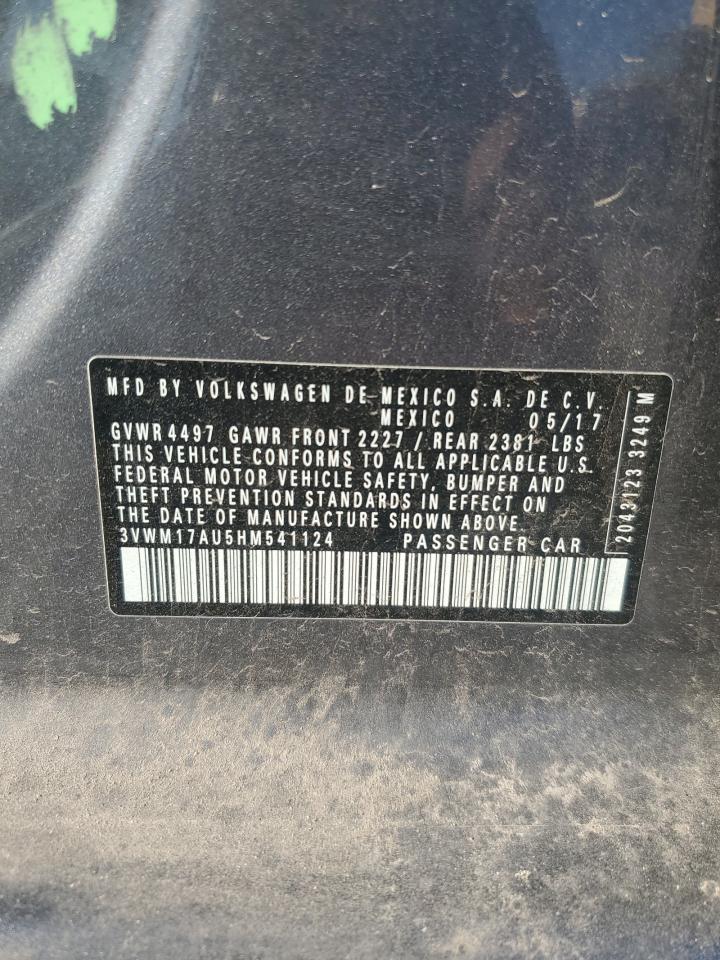 MFD BY VOLKSWAGEN DE MEXICO S.A. DE C.V.
MEXICO 05/17
GVWR 4497 GAWR FRONT 2227 / REAR 2381 LBS
THIS VEHICLE CONFORMS TO ALL APPLICABLE U.S.
FEDERAL MOTOR VEHICLE SAFETY, BUMPER AND
THEFT PREVENTION STANDARDS IN EFFECT ON
THE DATE OF MANUFACTURE SHOWN ABOVE.
3VWM17AU5HM541124 PASSENGER CAR
2043123 3249 M